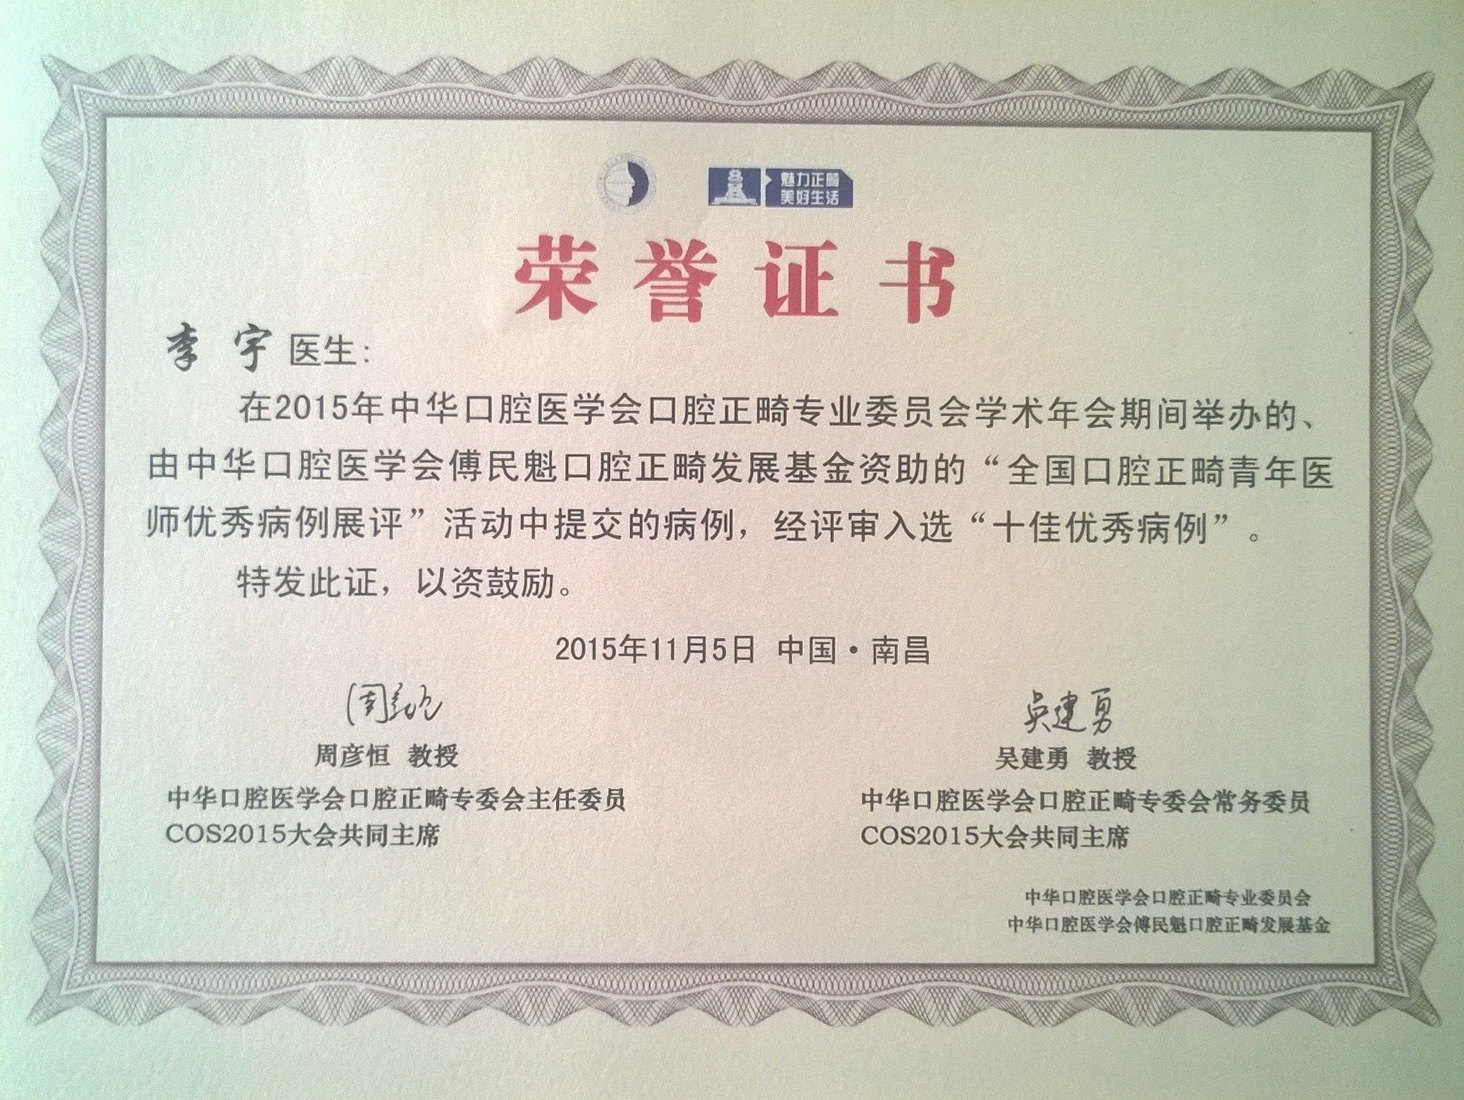 魅力正畸
美好生活
荣誉证书
李宇 医生：
在2015年中华口腔医学会口腔正畸专业委员会学术年会期间举办的、
由中华口腔医学会傅民魁口腔正畸发展基金资助的“全国口腔正畸青年医
师优秀病例展评”活动中提交的病例，经评审入选“十佳优秀病例”。
特发此证，以资鼓励。
2015年11月5日 中国·南昌
周彦恒 吴建勇
周彦恒 教授 吴建勇 教授
中华口腔医学会口腔正畸专委会主任委员 中华口腔医学会口腔正畸专委会常务委员
COS2015大会共同主席 COS2015大会共同主席
中华口腔医学会口腔正畸专业委员会
中华口腔医学会傅民魁口腔正畸发展基金